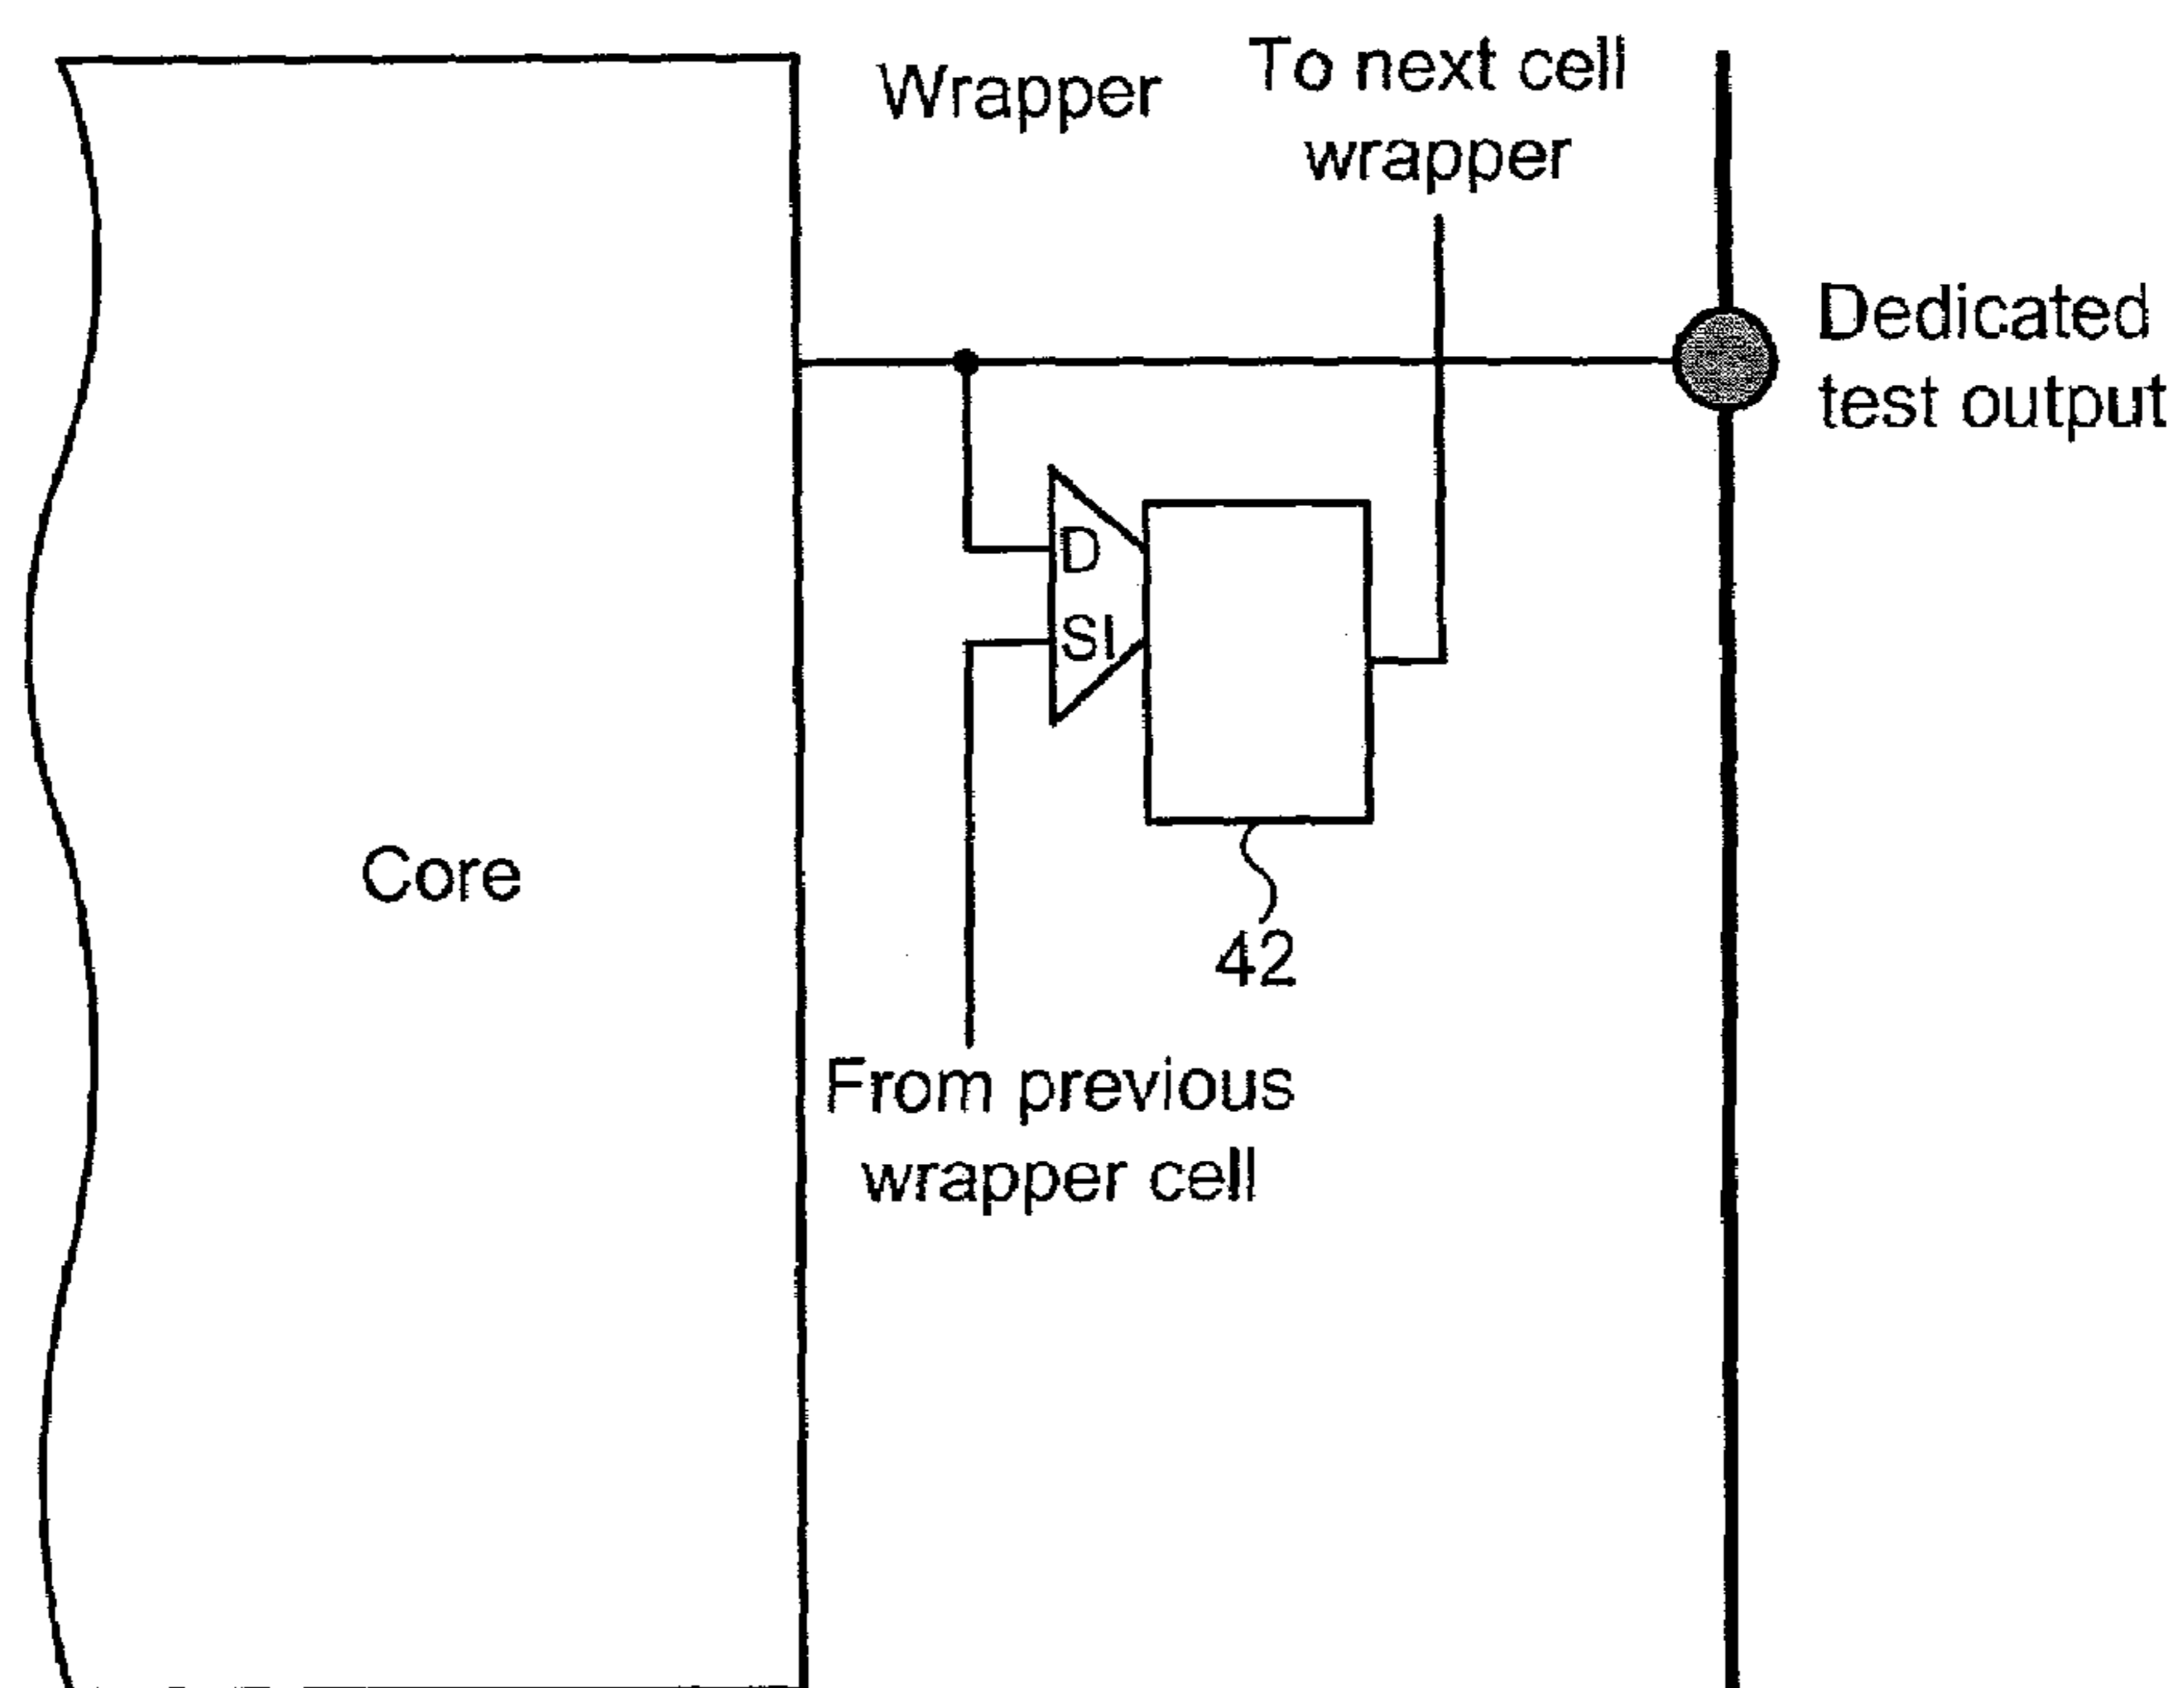 Wrapper
To next cell
wrapper
Dedicated
test output
D
SI
Core
42
From previous
wrapper cell